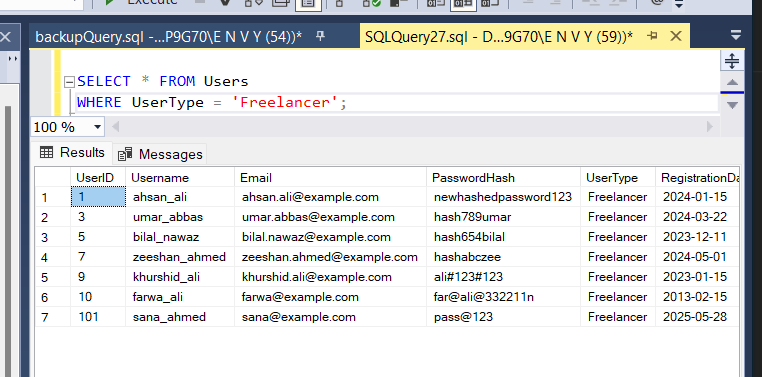 Execute
backupQuery.sql -...P9G70\E N V Y (54))*
SQLQuery27.sql - D...9G70\E N V Y (59))*
SELECT * FROM Users
WHERE UserType = 'Freelancer';
100 %
Results
Messages
UserID Username Email PasswordHash UserType RegistrationDa
1 1 ahsan_ali ahsan.ali@example.com newhashedpassword123 Freelancer 2024-01-15
2 3 umar_abbas umar.abbas@example.com hash789umar Freelancer 2024-03-22
3 5 bilal_nawaz bilal.nawaz@example.com hash654bilal Freelancer 2023-12-11
4 7 zeeshan_ahmed zeeshan.ahmed@example.com hashabczee Freelancer 2024-05-01
5 9 khurshid_ali khurshid.ali@example.com ali#123#123 Freelancer 2023-01-15
6 10 farwa_ali farwa@example.com far@ali@332211n Freelancer 2013-02-15
7 101 sana_ahmed sana@example.com pass@123 Freelancer 2025-05-28